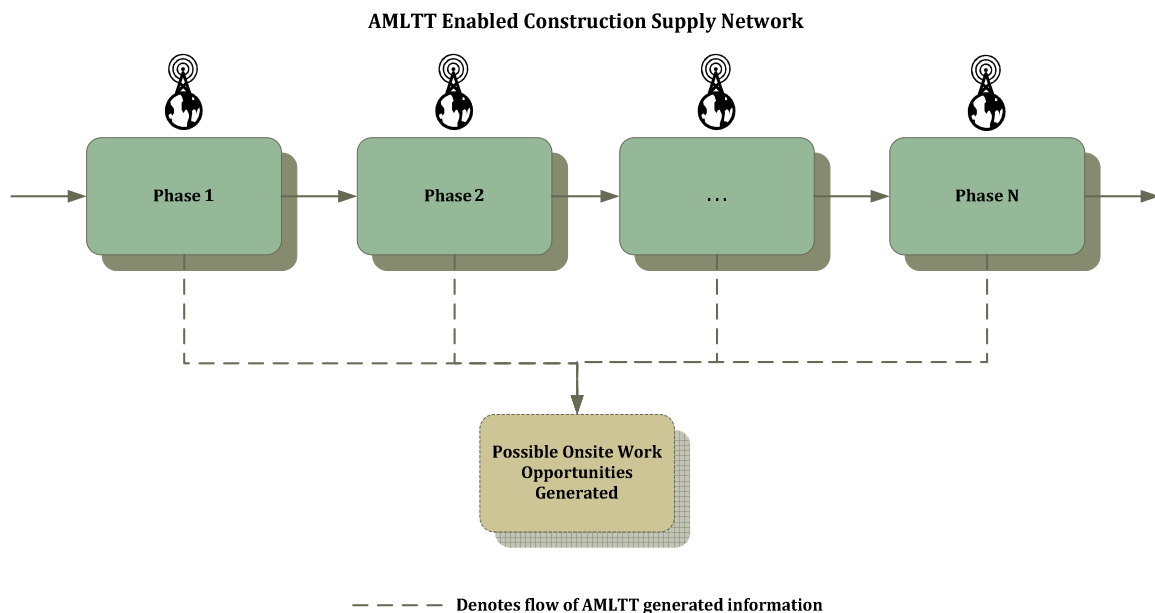 AMLTT Enabled Construction Supply Network
Phase 1
Phase 2
...
Phase N
Possible Onsite Work
Opportunities
Generated
Denotes flow of AMLTT generated information